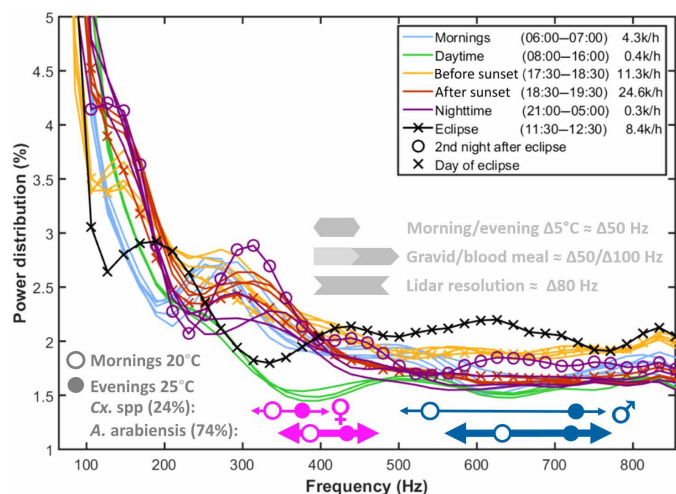 5
4.5
4
3.5
3
2.5
2
1.5
1
Power distribution (%)
Mornings (06:00—07:00) 4.3k/h
Daytime (08:00—16:00) 0.4k/h
Before sunset (17:30—18:30) 11.3k/h
After sunset (18:30—19:30) 24.6k/h
Nighttime (21:00—05:00) 0.3k/h
Eclipse (11:30—12:30) 8.4k/h
2nd night after eclipse
Day of eclipse
Morning/evening Δ5°C ≈ Δ50 Hz
Gravid/blood meal ≈ Δ50/Δ100 Hz
Lidar resolution ≈ Δ80 Hz
Mornings 20°C
Evenings 25°C
Cx. spp (24%):
A. arabiensis (74%):
♀
♂
100 200 300 400 500 600 700 800
Frequency (Hz)